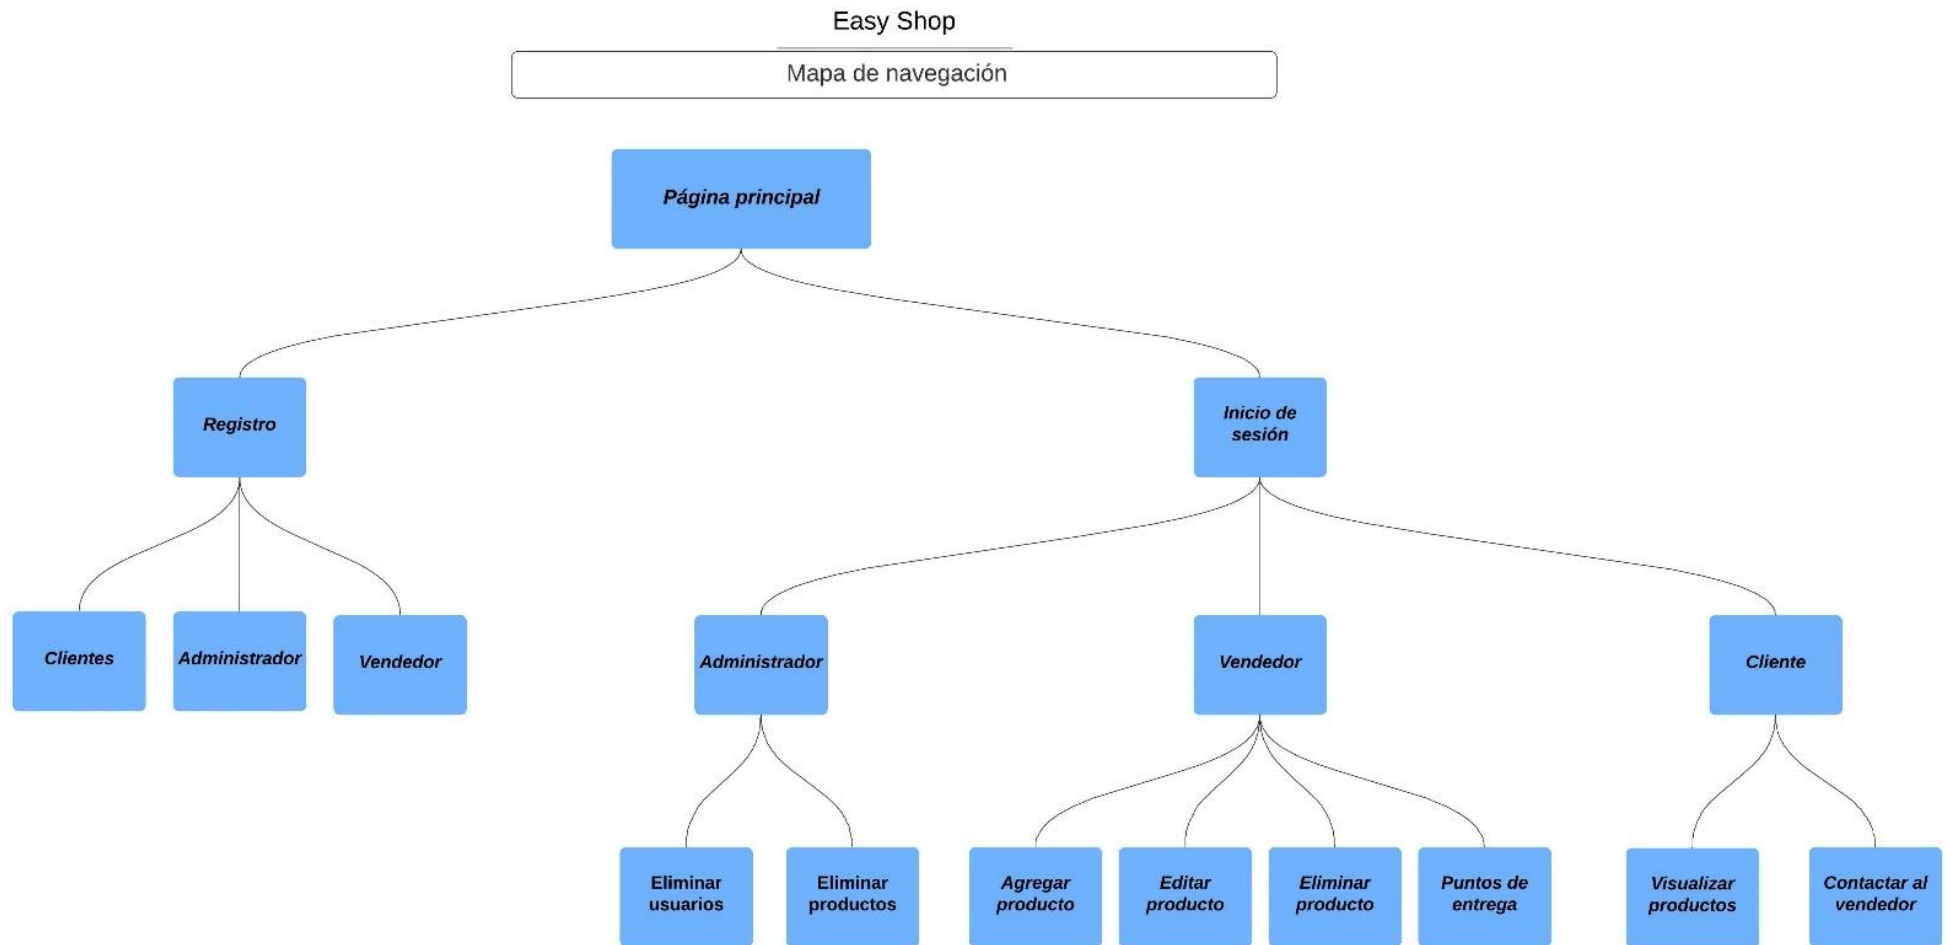 Easy Shop
Mapa de navegación
Página principal
Registro
Inicio de
sesión
Clientes
Administrador
Vendedor
Administrador
Vendedor
Cliente
Eliminar
usuarios
Eliminar
productos
Agregar
producto
Editar
producto
Eliminar
producto
Puntos de
entrega
Visualizar
productos
Contactar al
vendedor